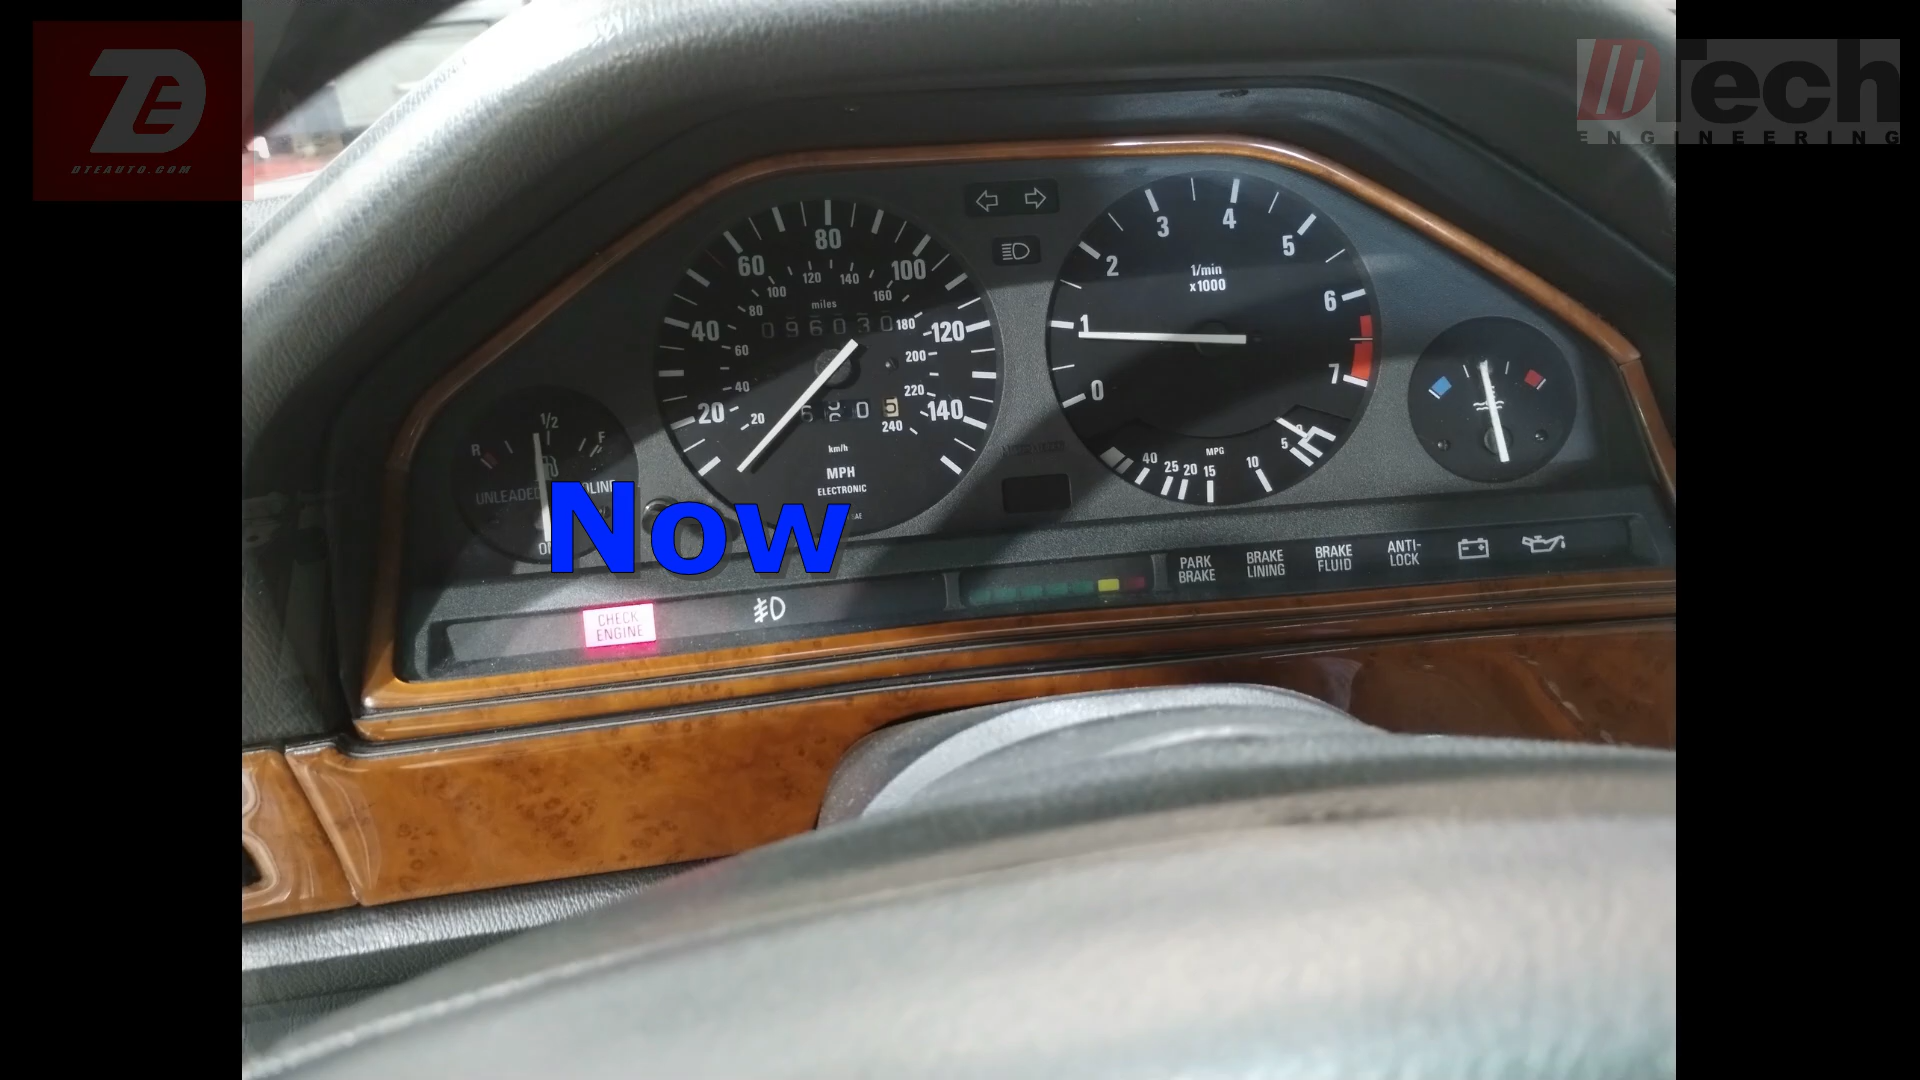 DTEAUTO.COM
DTech
ENGINEERING
80
60
100
120
140
100
160
80
miles
40
096030
180
120
60
200
40
220
20
20
140
240
km/h
MPH
ELECTRONIC
1/2
R
F
UNLEADED
3
4
5
2
1/min
x1000
6
1
7
0
MPG
40
25
20
15
10
5
Now
PARK
BRAKE
BRAKE
LINING
BRAKE
FLUID
ANTI-
LOCK
CHECK
ENGINE